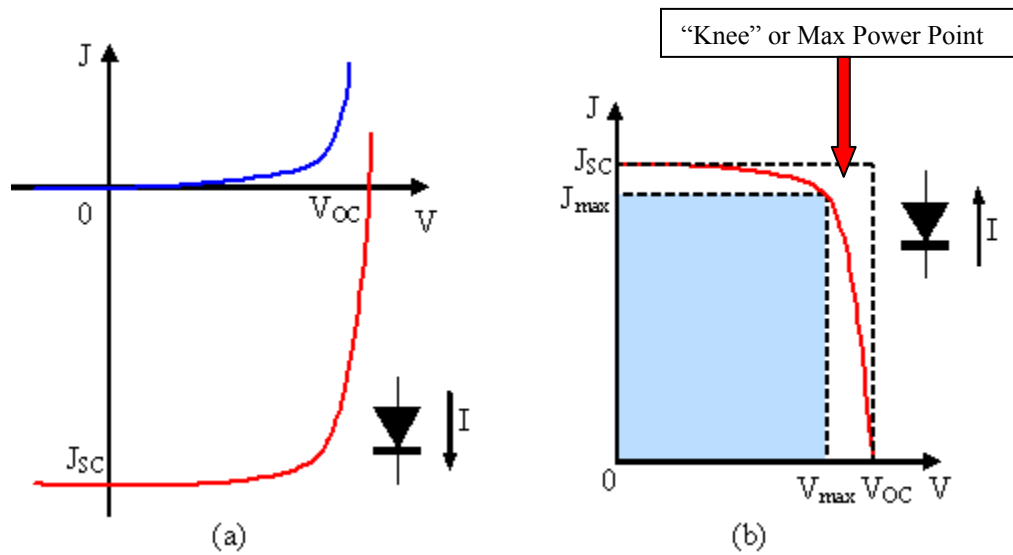 “Knee” or Max Power Point
J
0
VOC
V
JSC
I
(a)
J
JSC
Jmax
I
0
Vmax
VOC
V
(b)